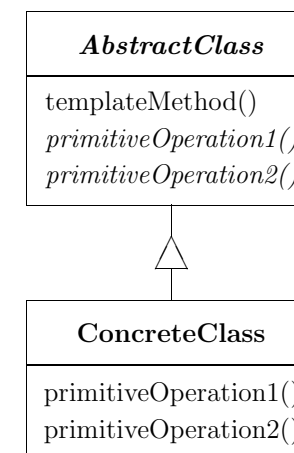 AbstractClass
templateMethod()
primitiveOperation1()
primitiveOperation2()
ConcreteClass
primitiveOperation1()
primitiveOperation2()